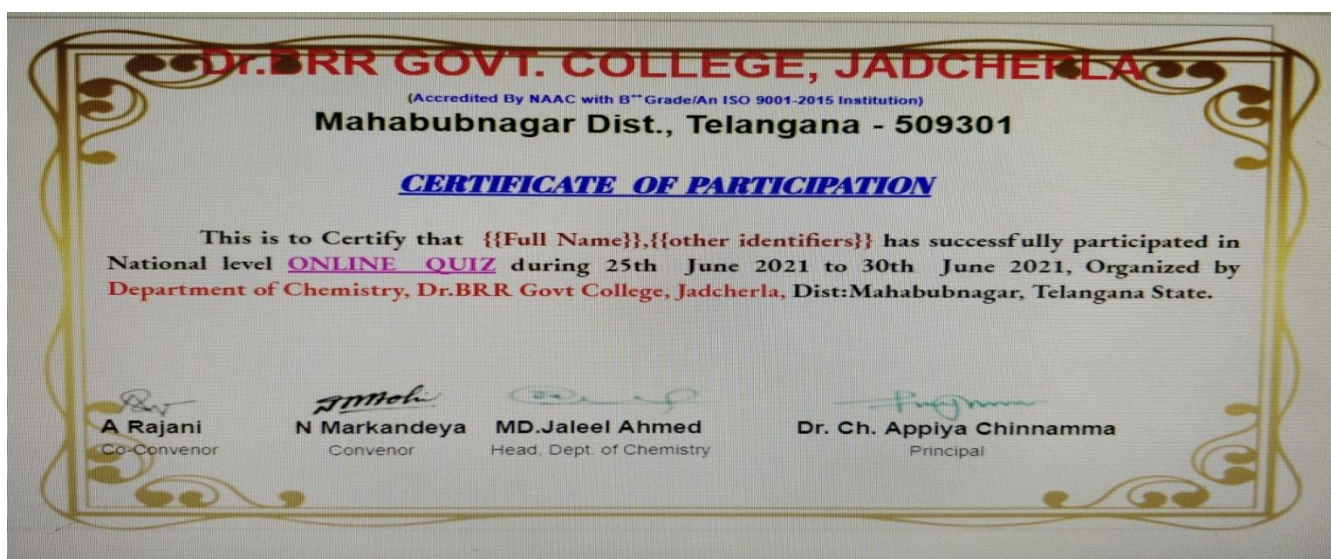 Dr.BRR GOVT. COLLEGE, JADCHERLA
(Accredited By NAAC with B++Grade/An ISO 9001-2015 Institution)
Mahabubnagar Dist., Telangana - 509301
CERTIFICATE OF PARTICIPATION
This is to Certify that {{Full Name}},{{other identifiers}} has successfully participated in
National level ONLINE QUIZ during 25th June 2021 to 30th June 2021, Organized by
Department of Chemistry, Dr.BRR Govt College, Jadcherla, Dist:Mahabubnagar, Telangana State.
A Rajani N Markandeya MD.Jaleel Ahmed Dr. Ch. Appiya Chinnamma
Co-Convenor Convenor Head, Dept. of Chemistry Principal